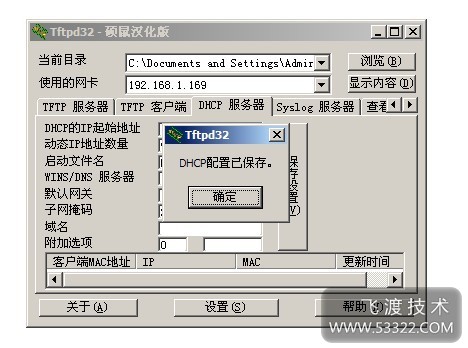 Tftpd32 - 硕鼠汉化版
当前目录 C:\Documents and Settings\Admir 浏览(B)
使用的网卡 192.168.1.169 显示内容(D)
TFTP 服务器 TFTP 客户端 DHCP 服务器 Syslog 服务器 查看
DHCP的IP起始地址
动态IP地址数量
启动文件名
WINS/DNS 服务器
默认网关
子网掩码
域名
附加选项 0
保存设置(V)
Tftpd32
DHCP配置已保存。
确定
客户端MAC地址 IP MAC 更新时间
关于(A) 设置(S) 帮助
飞渡技术
www.53322.com